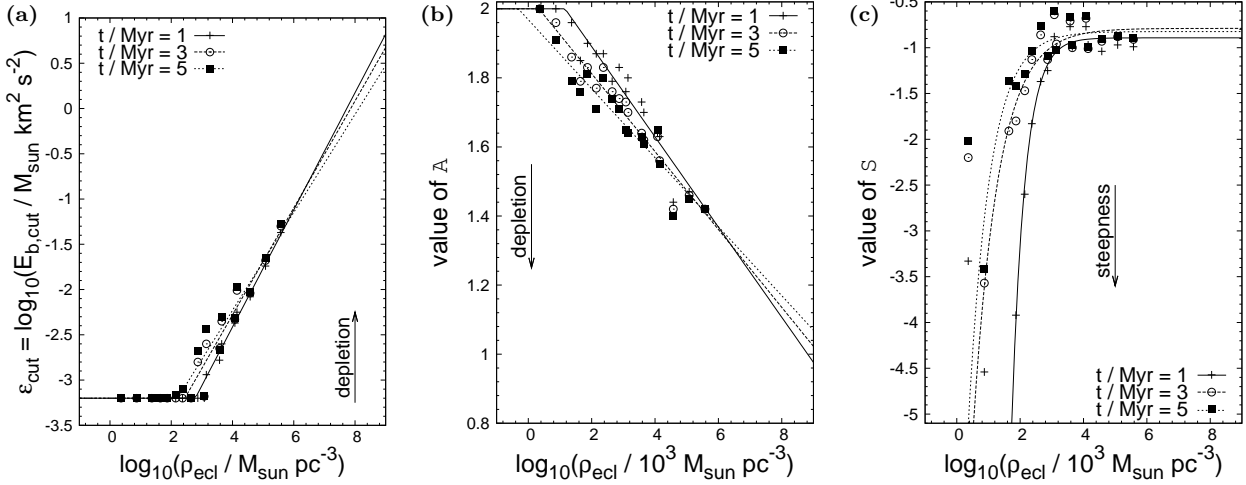 (a)
t / Myr = 1
t / Myr = 3
t / Myr = 5
ε_cut = log₁₀(E_b,cut / M_sun km² s⁻²)
1
0.5
0
-0.5
-1
-1.5
-2
-2.5
-3
-3.5
depletion
0 2 4 6 8
log₁₀(ρ_ecl / M_sun pc⁻³)
(b)
t / Myr = 1
t / Myr = 3
t / Myr = 5
value of 𝔸
2
1.8
1.6
1.4
1.2
1
0.8
depletion
0 2 4 6 8
log₁₀(ρ_ecl / 10³ M_sun pc⁻³)
(c)
value of 𝕊
-0.5
-1
-1.5
-2
-2.5
-3
-3.5
-4
-4.5
-5
steepness
t / Myr = 1
t / Myr = 3
t / Myr = 5
0 2 4 6 8
log₁₀(ρ_ecl / 10³ M_sun pc⁻³)